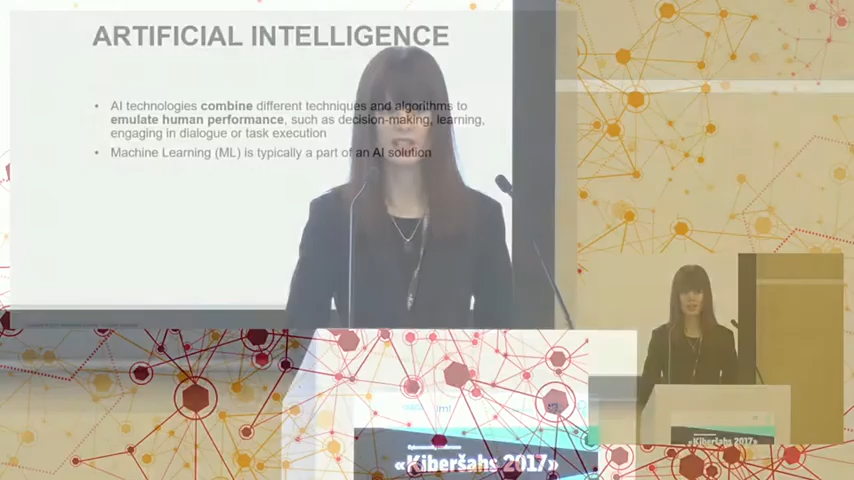 ARTIFICIAL INTELLIGENCE
• AI technologies combine different techniques and algorithms to
emulate human performance, such as decision-making, learning,
engaging in dialogue or task execution
• Machine Learning (ML) is typically a part of an AI solution
«Kiberšahs 2017»
«Kiberšahs 2017»